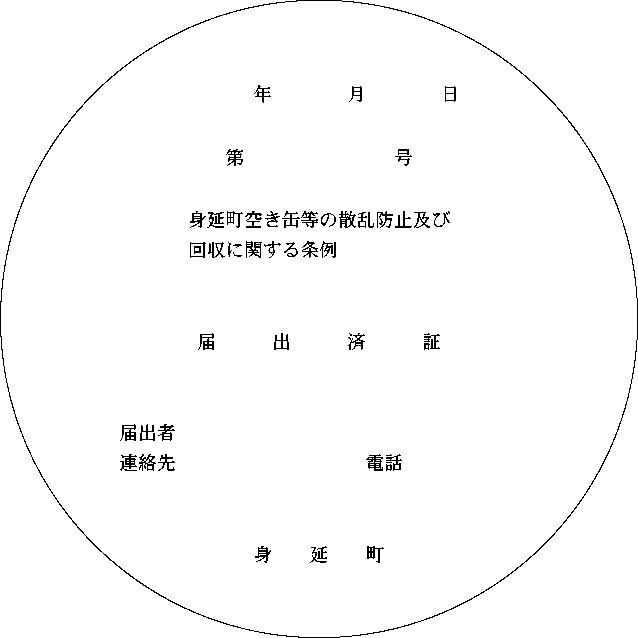 年　月　日
第　号
身延町空き缶等の散乱防止及び
回収に関する条例
届　出　済　証
届出者
連絡先　電話
身　延　町